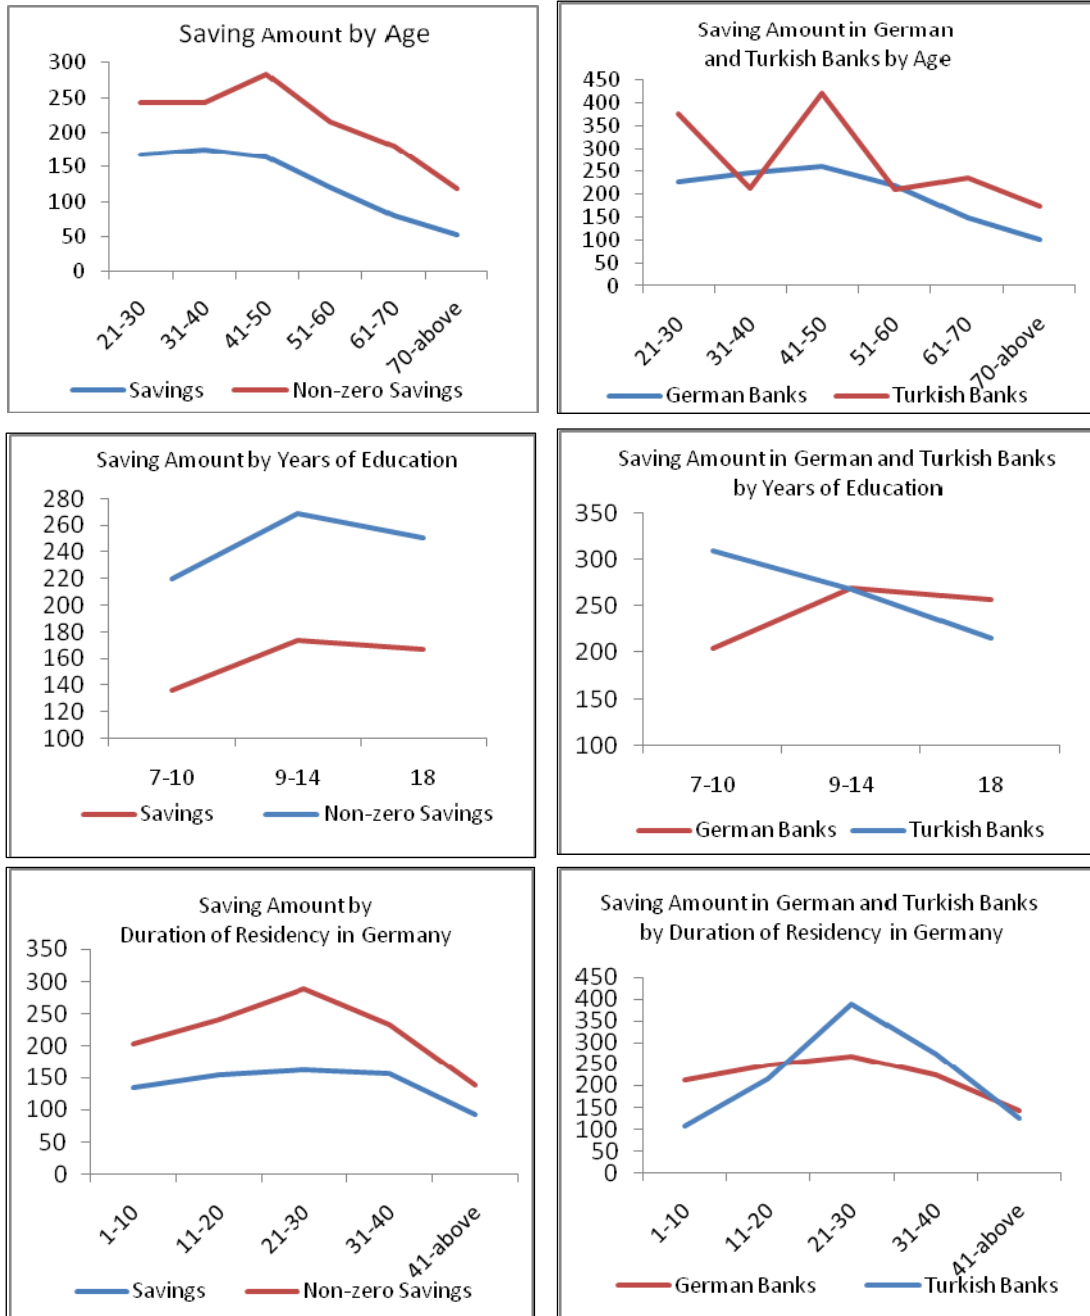 Saving Amount by Age
300
250
200
150
100
50
0
21-30
31-40
41-50
51-60
61-70
70-above
Savings
Non-zero Savings
Saving Amount in German
and Turkish Banks by Age
450
400
350
300
250
200
150
100
50
0
21-30
31-40
41-50
51-60
61-70
70-above
German Banks
Turkish Banks
Saving Amount by Years of Education
280
260
240
220
200
180
160
140
120
100
7-10
9-14
18
Savings
Non-zero Savings
Saving Amount in German and Turkish Banks
by Years of Education
350
300
250
200
150
100
7-10
9-14
18
German Banks
Turkish Banks
Saving Amount by
Duration of Residency in Germany
350
300
250
200
150
100
50
0
1-10
11-20
21-30
31-40
41-above
Savings
Non-zero Savings
Saving Amount in German and Turkish Banks
by Duration of Residency in Germany
450
400
350
300
250
200
150
100
50
0
1-10
11-20
21-30
31-40
41-above
German Banks
Turkish Banks